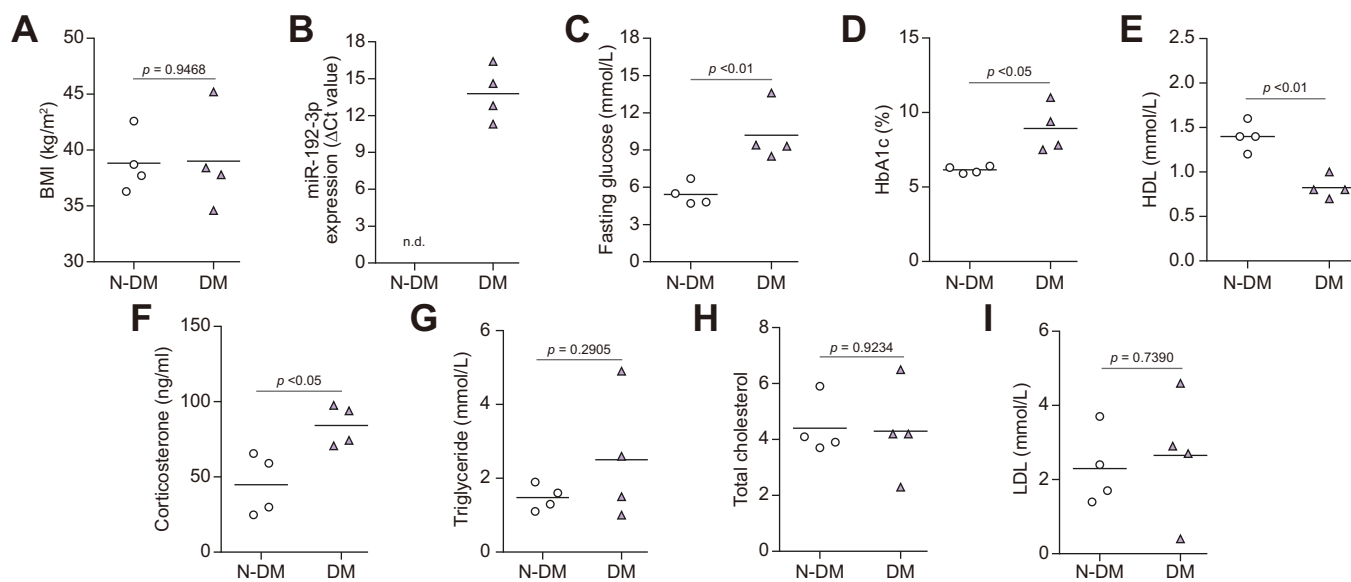 A
BMI (kg/m²)
50
45
40
35
30
p = 0.9468
N-DM
DM
B
miR-192-3p
expression (ΔCt value)
18
15
12
9
6
3
0
n.d.
N-DM
DM
C
Fasting glucose (mmol/L)
18
15
12
9
6
3
0
p <0.01
N-DM
DM
D
HbA1c (%)
15
10
5
0
p <0.05
N-DM
DM
E
HDL (mmol/L)
2.5
2.0
1.5
1.0
0.5
0.0
p <0.01
N-DM
DM
F
Corticosterone (ng/ml)
150
100
50
0
p <0.05
N-DM
DM
G
Triglyceride (mmol/L)
6
4
2
0
p = 0.2905
N-DM
DM
H
Total cholesterol
8
6
4
2
0
p = 0.9234
N-DM
DM
I
LDL (mmol/L)
6
4
2
0
p = 0.7390
N-DM
DM